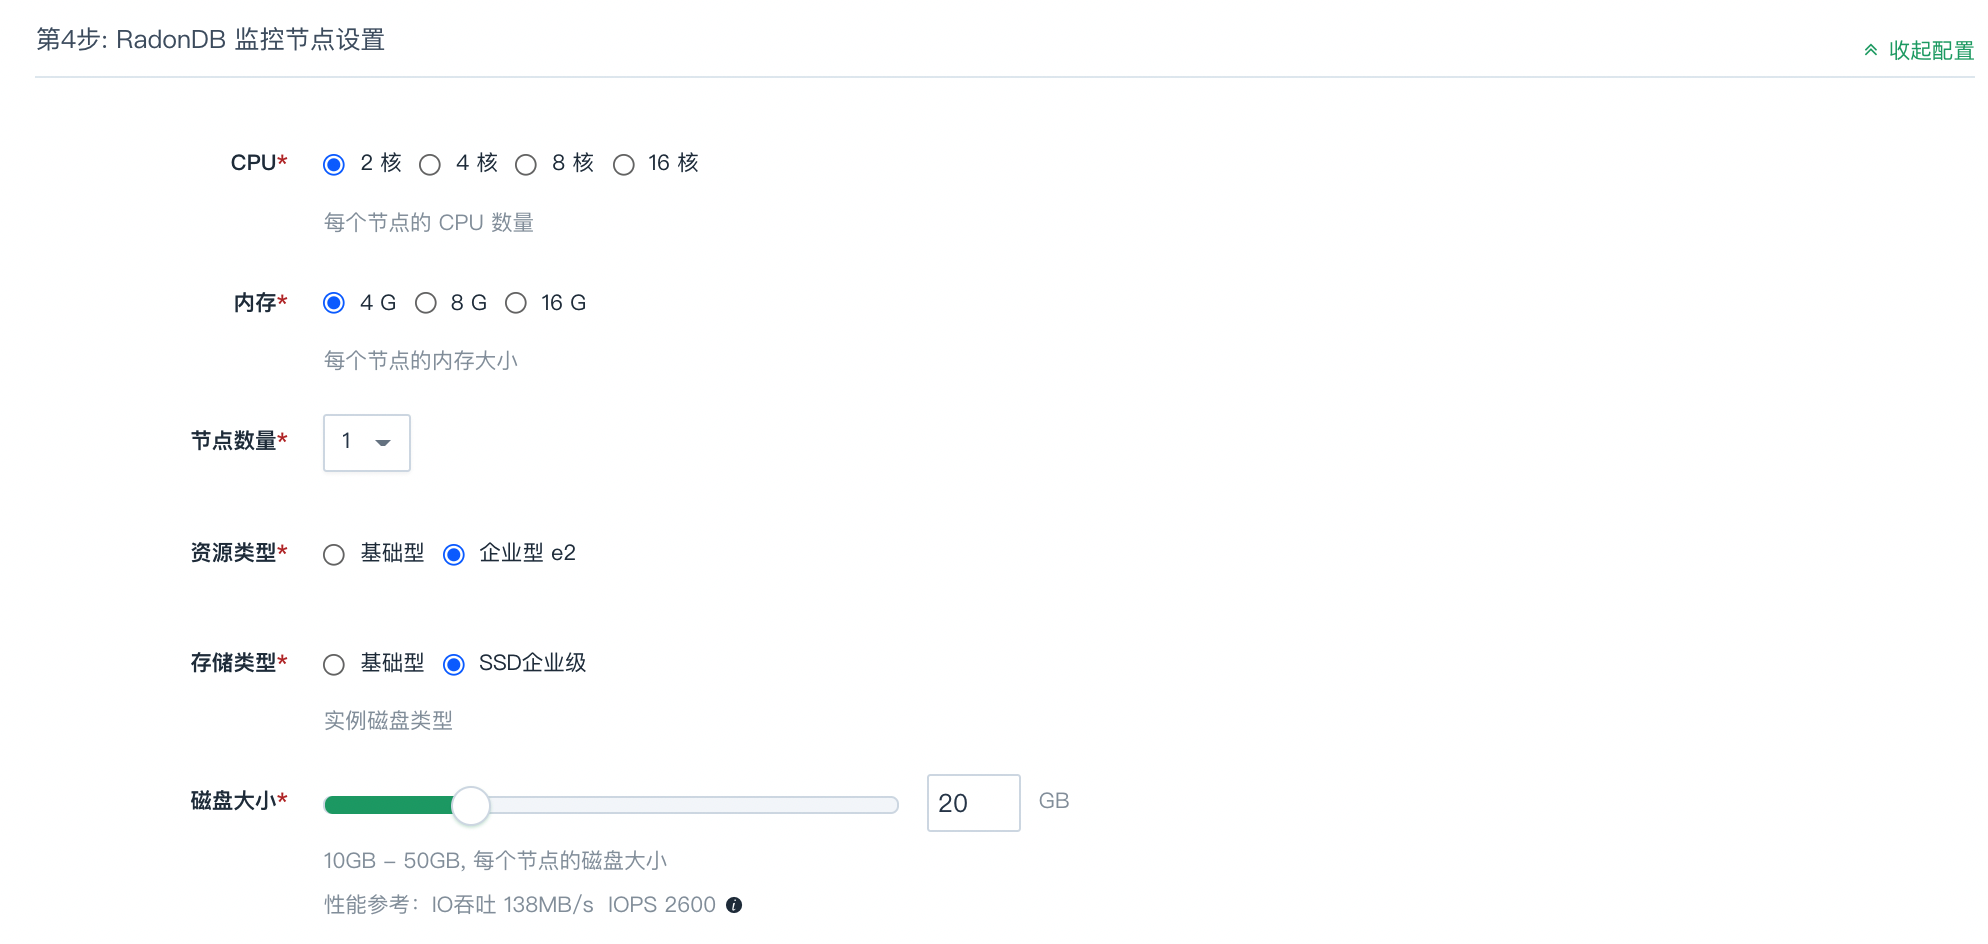 第4步: RadonDB 监控节点设置
收起配置
CPU* 2 核 4 核 8 核 16 核
每个节点的 CPU 数量
内存* 4 G 8 G 16 G
每个节点的内存大小
节点数量* 1
资源类型* 基础型 企业型 e2
存储类型* 基础型 SSD企业级
实例磁盘类型
磁盘大小* 20 GB
10GB – 50GB, 每个节点的磁盘大小
性能参考：IO吞吐 138MB/s IOPS 2600